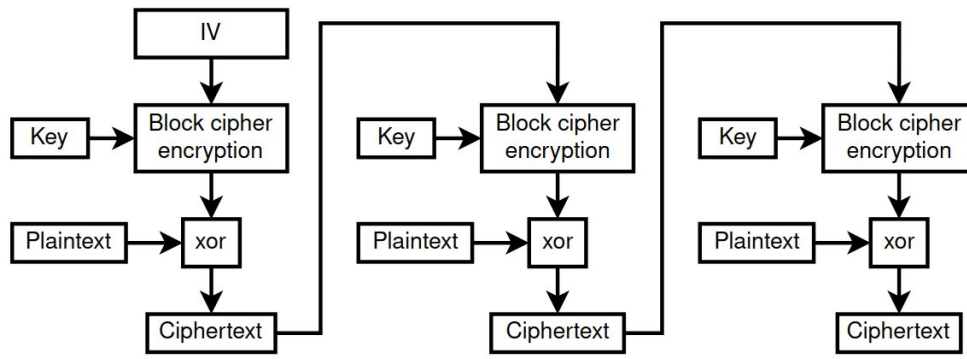 IV
Key
Block cipher
encryption
Key
Block cipher
encryption
Key
Block cipher
encryption
Plaintext
xor
Plaintext
xor
Plaintext
xor
Ciphertext
Ciphertext
Ciphertext